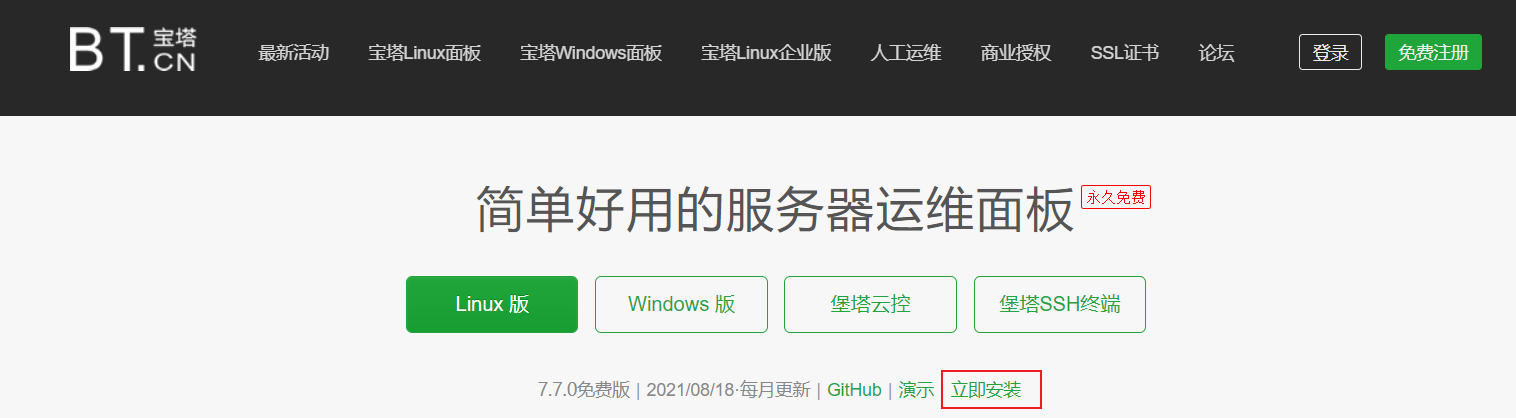 BT.宝塔.CN
最新活动 宝塔Linux面板 宝塔Windows面板 宝塔Linux企业版 人工运维 商业授权 SSL证书 论坛 登录 免费注册
简单好用的服务器运维面板 永久免费
Linux 版 Windows 版 堡塔云控 堡塔SSH终端
7.7.0免费版 | 2021/08/18·每月更新 | GitHub | 演示 立即安装